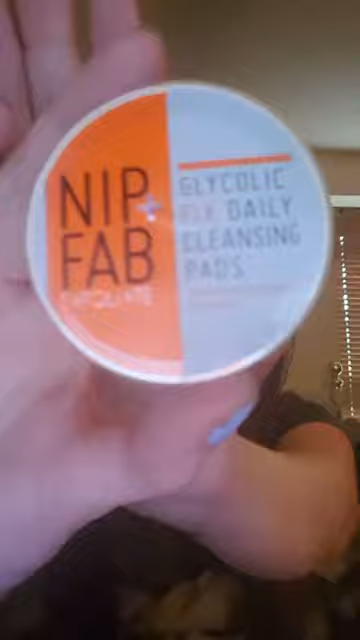 NIP+
FAB
EXFOLIATE
GLYCOLIC
FIX DAILY
CLEANSING
PADS